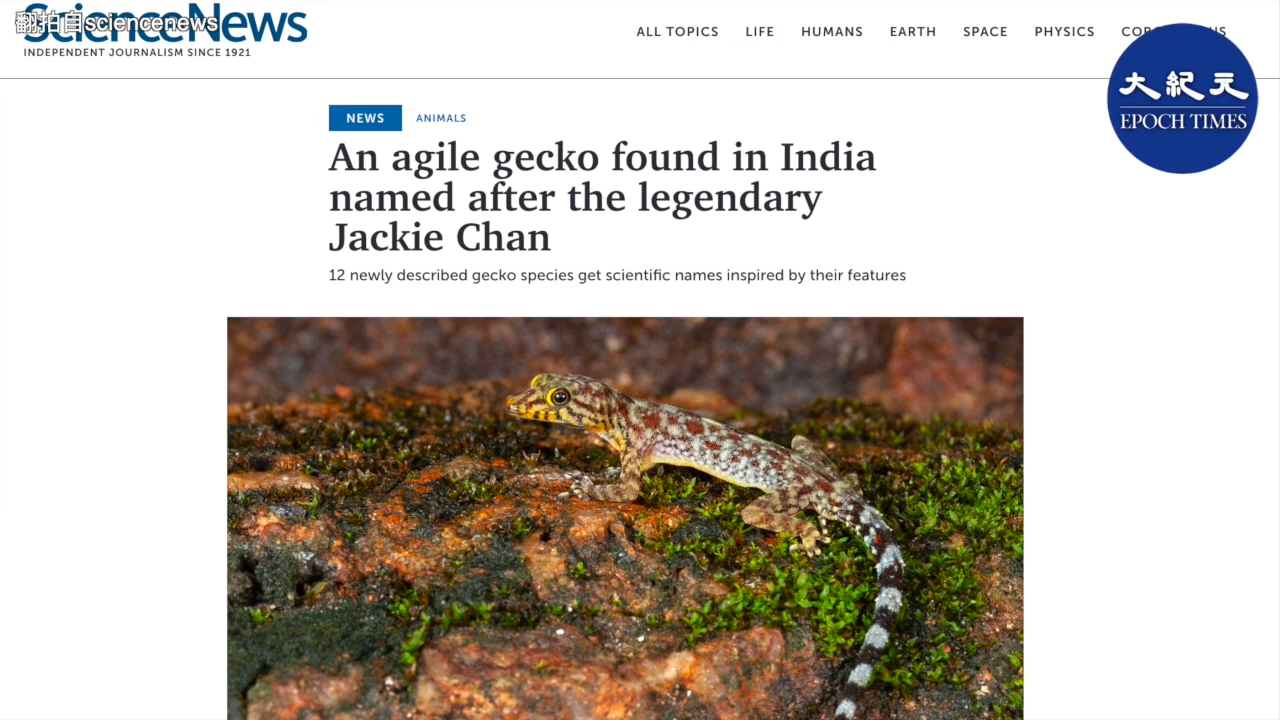 翻拍自sciencenews
ScienceNews
INDEPENDENT JOURNALISM SINCE 1921
ALL TOPICS LIFE HUMANS EARTH SPACE PHYSICS
大紀元
EPOCH TIMES
NEWS ANIMALS
An agile gecko found in India
named after the legendary
Jackie Chan
12 newly described gecko species get scientific names inspired by their features